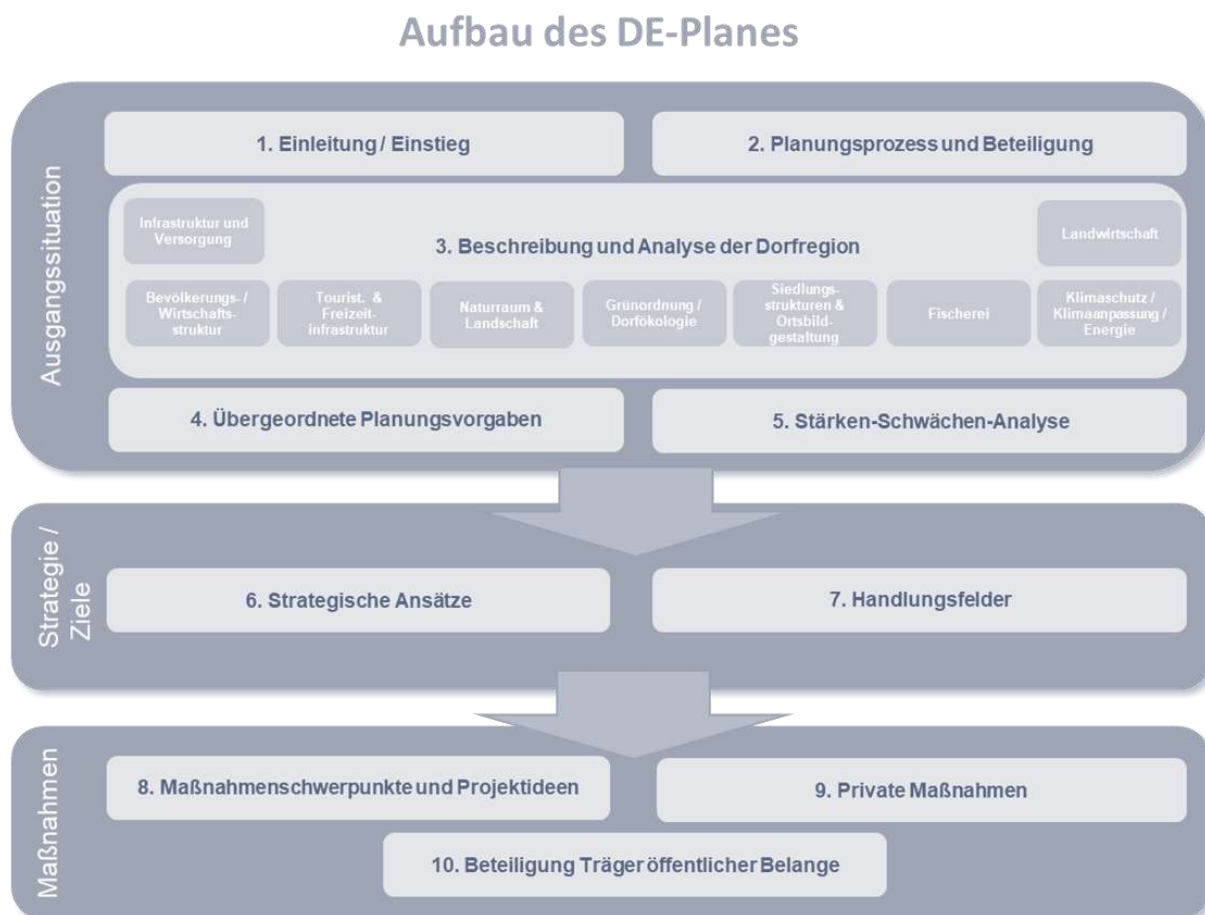 Aufbau des DE-Planes
Ausgangssituation
1. Einleitung / Einstieg
2. Planungsprozess und Beteiligung
Infrastruktur und
Versorgung
3. Beschreibung und Analyse der Dorfregion
Landwirtschaft
Bevölkerungs- /
Wirtschafts-
struktur
Tourist. &
Freizeit-
infrastruktur
Naturraum &
Landschaft
Grünordnung /
Dorfökologie
Siedlungs-
strukturen &
Ortsbild-
gestaltung
Fischerei
Klimaschutz /
Klimaanpassung /
Energie
4. Übergeordnete Planungsvorgaben
5. Stärken-Schwächen-Analyse
Strategie /
Ziele
6. Strategische Ansätze
7. Handlungsfelder
Maßnahmen
8. Maßnahmenschwerpunkte und Projektideen
9. Private Maßnahmen
10. Beteiligung Träger öffentlicher Belange